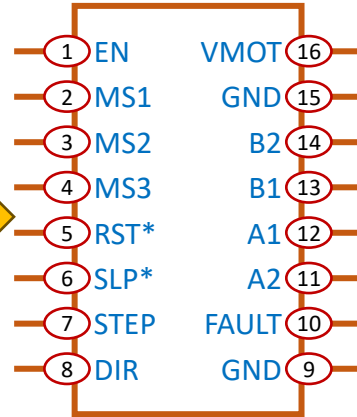 1 EN VMOT 16
2 MS1 GND 15
3 MS2 B2 14
4 MS3 B1 13
5 RST* A1 12
6 SLP* A2 11
7 STEP FAULT 10
8 DIR GND 9